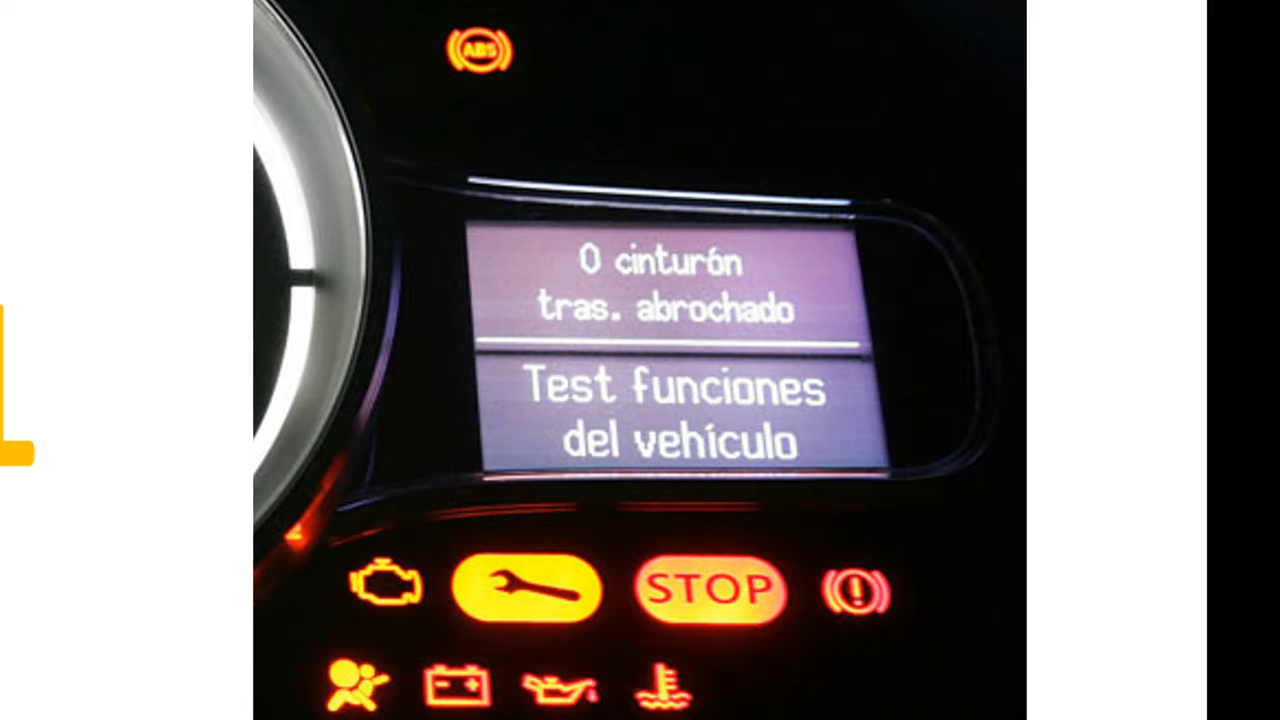 ABS
0 cinturón
tras. abrochado
Test funciones
del vehículo
STOP